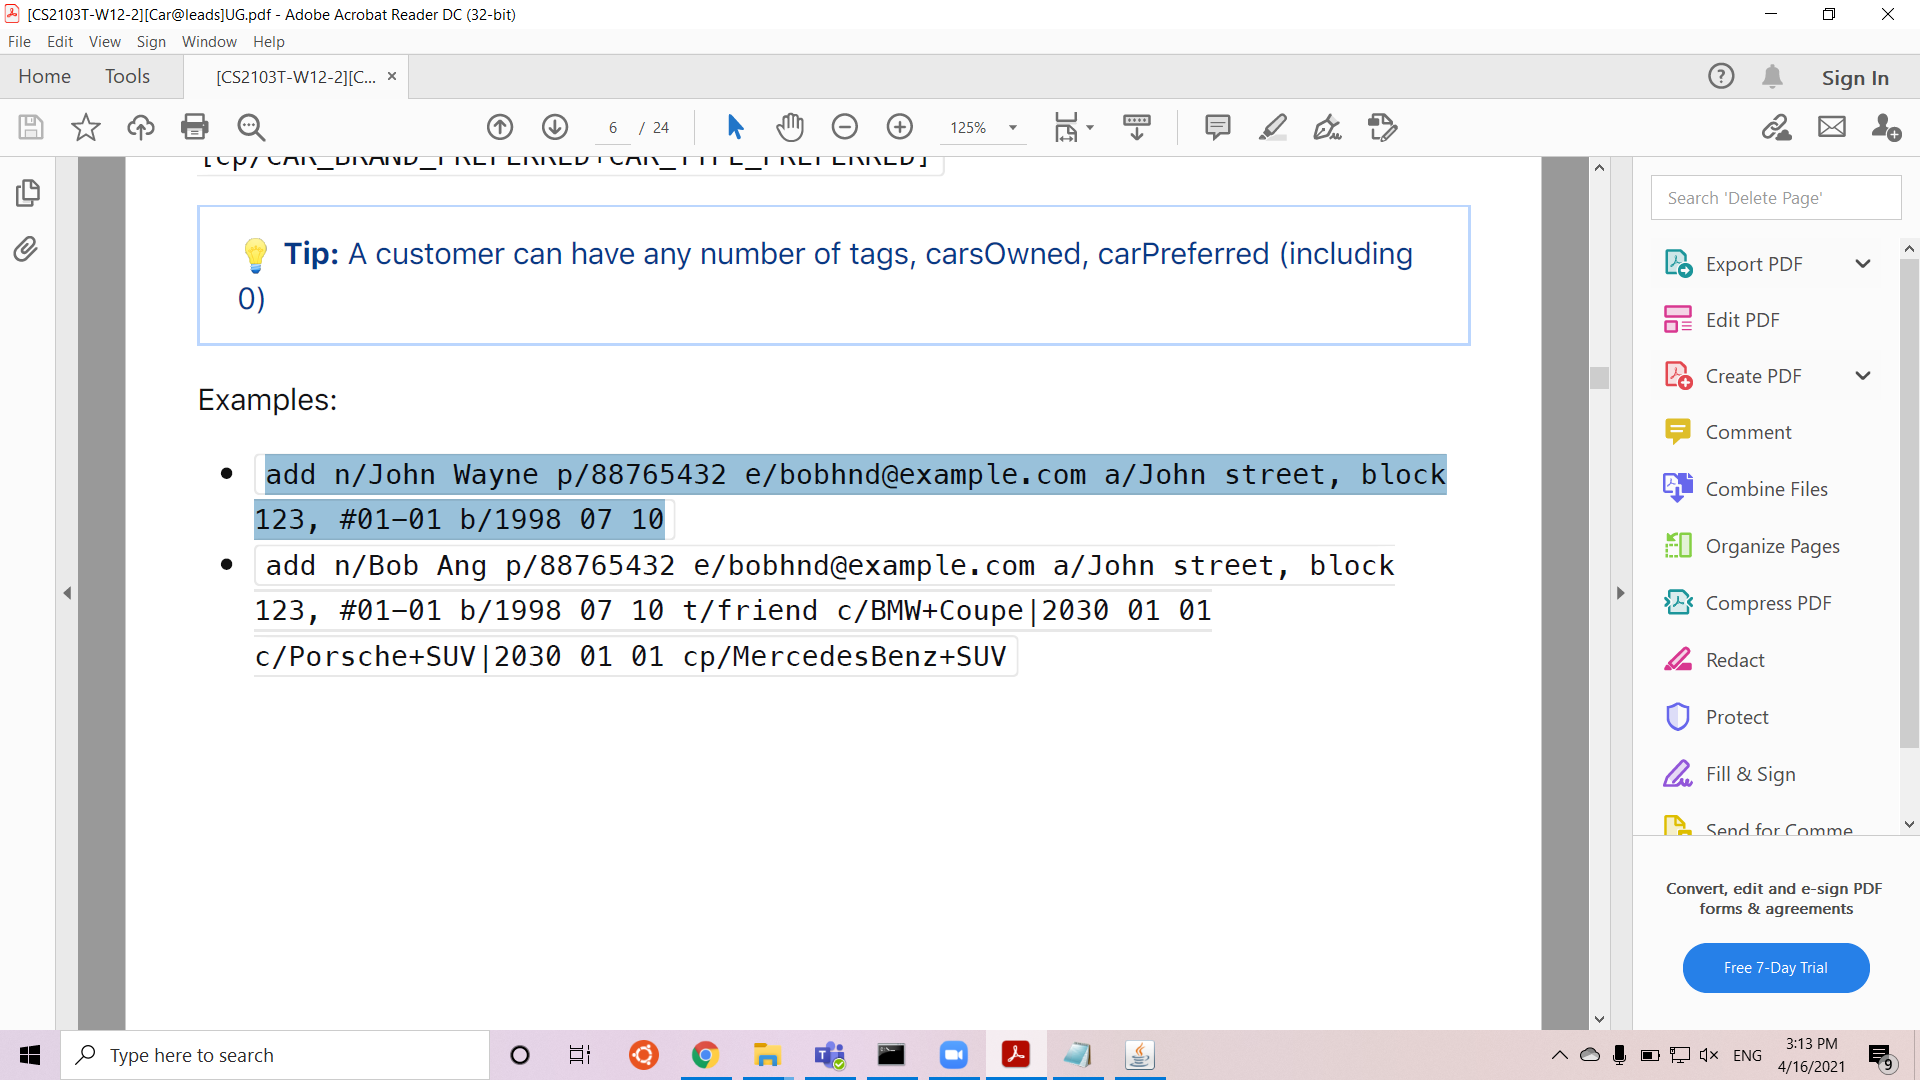 [CS2103T-W12-2][Car@leads]UG.pdf - Adobe Acrobat Reader DC (32-bit)
File Edit View Sign Window Help
Home Tools [CS2103T-W12-2][C... × Sign In
6 / 24 125%
[cp/CAR_BRAND_PREFERRED+CAR_TYPE_PREFERRED]
Tip: A customer can have any number of tags, carsOwned, carPreferred (including
0)
Examples:
add n/John Wayne p/88765432 e/bobhnd@example.com a/John street, block
123, #01-01 b/1998 07 10
add n/Bob Ang p/88765432 e/bobhnd@example.com a/John street, block
123, #01-01 b/1998 07 10 t/friend c/BMW+Coupe|2030 01 01
c/Porsche+SUV|2030 01 01 cp/MercedesBenz+SUV
Search 'Delete Page'
Export PDF
Edit PDF
Create PDF
Comment
Combine Files
Organize Pages
Compress PDF
Redact
Protect
Fill & Sign
Send for Comme
Convert, edit and e-sign PDF
forms & agreements
Free 7-Day Trial
Type here to search
ENG
3:13 PM
4/16/2021
9